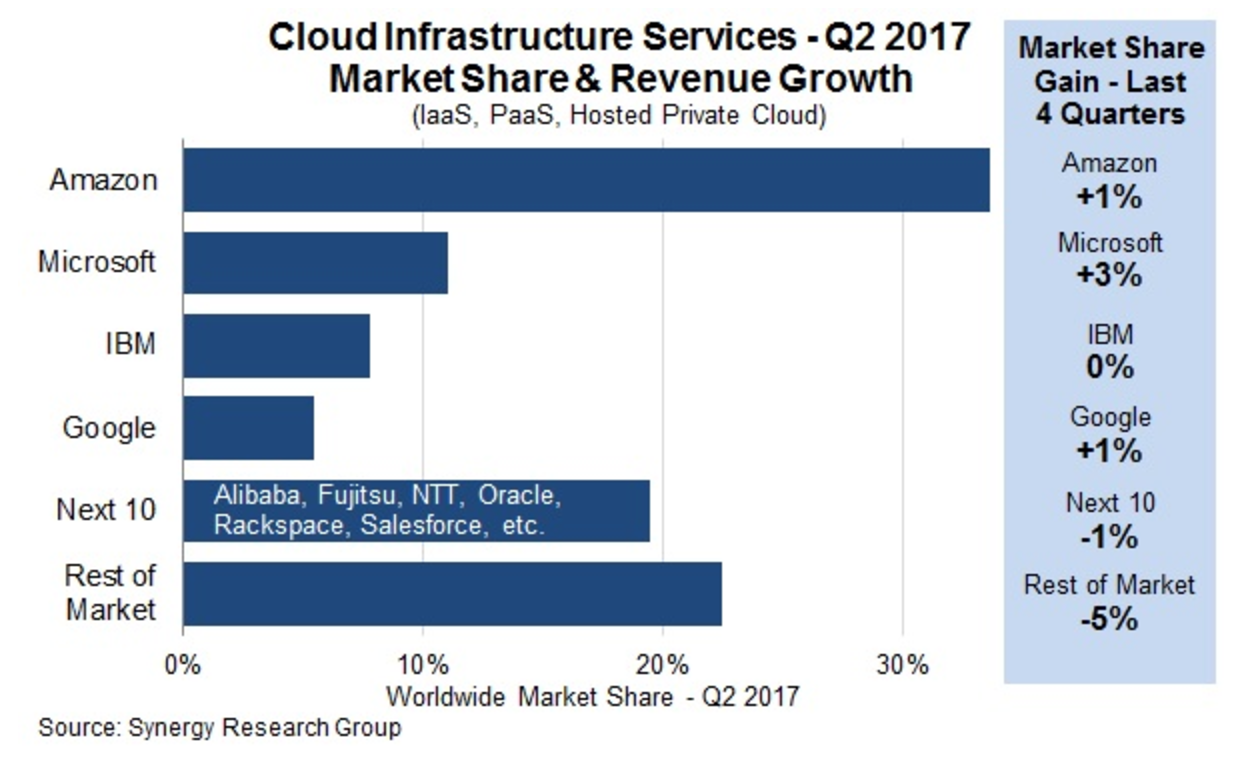 Cloud Infrastructure Services - Q2 2017
Market Share & Revenue Growth
(IaaS, PaaS, Hosted Private Cloud)
Amazon
Microsoft
IBM
Google
Next 10
Alibaba, Fujitsu, NTT, Oracle,
Rackspace, Salesforce, etc.
Rest of
Market
0%
10%
20%
30%
Worldwide Market Share - Q2 2017
Source: Synergy Research Group
Market Share
Gain - Last
4 Quarters
Amazon
+1%
Microsoft
+3%
IBM
0%
Google
+1%
Next 10
-1%
Rest of Market
-5%